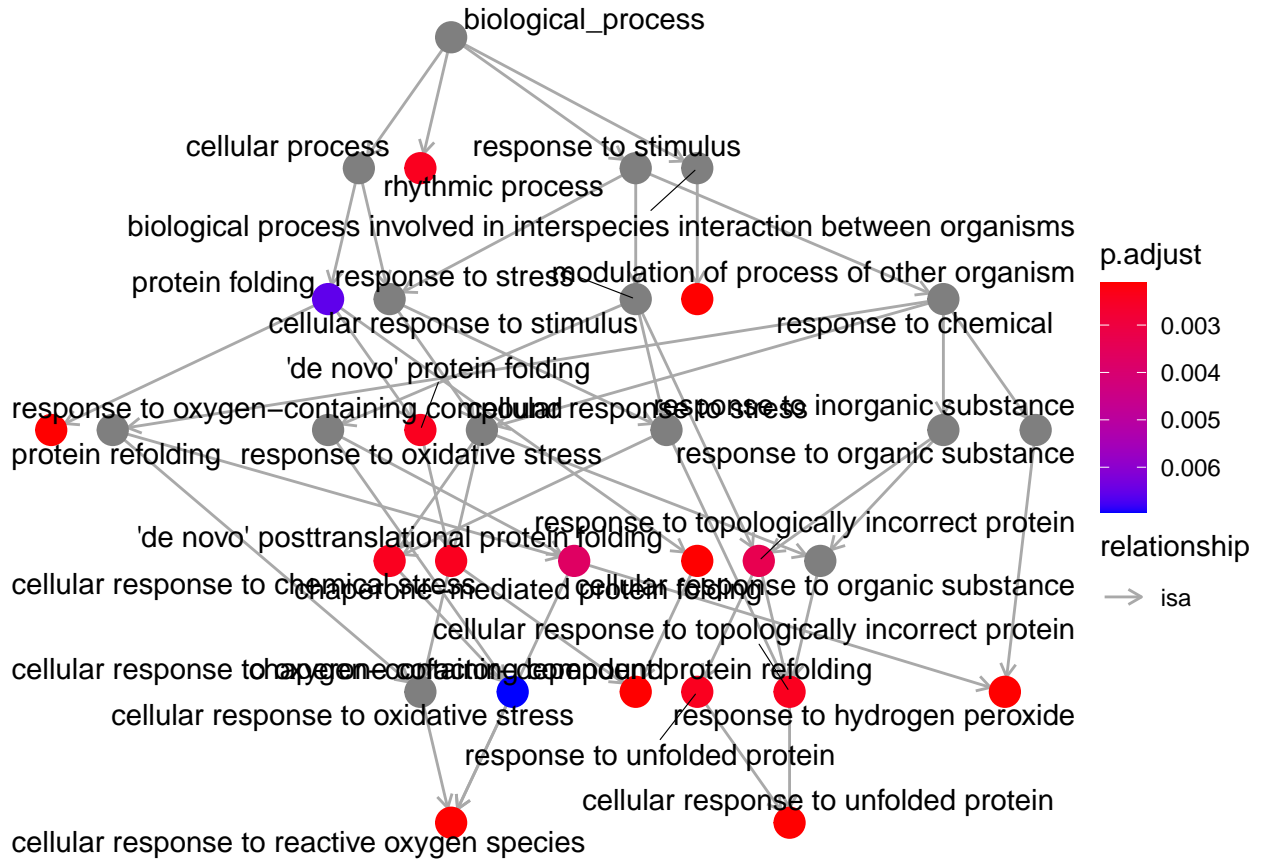 biological_process
cellular process
response to stimulus
rhythmic process
biological process involved in interspecies interaction between organisms
protein folding
response to stress
modulation of process of other organism
cellular response to stimulus
response to chemical
'de novo' protein folding
response to oxygen−containing compound
cellular response to stress
response to inorganic substance
protein refolding
response to oxidative stress
response to organic substance
response to topologically incorrect protein
'de novo' posttranslational protein folding
cellular response to chemical stress
chaperone−mediated protein folding
cellular response to organic substance
cellular response to topologically incorrect protein
cellular response to oxygen−containing compound
chaperone cofactor−dependent protein refolding
cellular response to oxidative stress
response to hydrogen peroxide
response to unfolded protein
cellular response to unfolded protein
cellular response to reactive oxygen species
p.adjust
0.003
0.004
0.005
0.006
relationship
isa